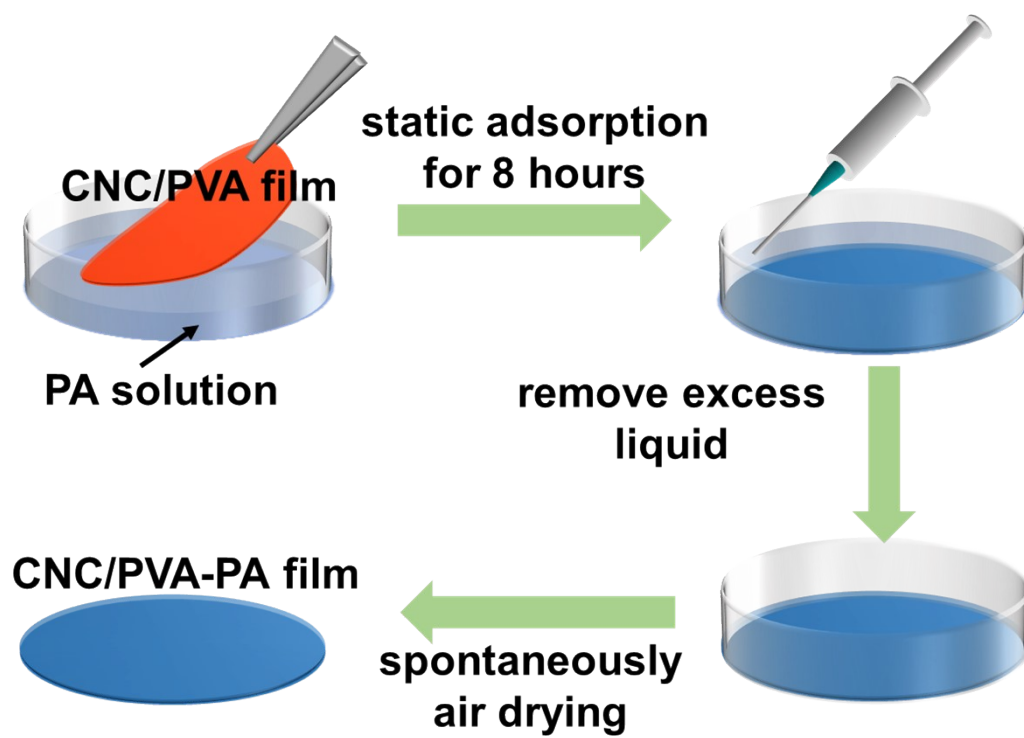 static adsorption
for 8 hours
CNC/PVA film
PA solution
remove excess
liquid
CNC/PVA-PA film
spontaneously
air drying